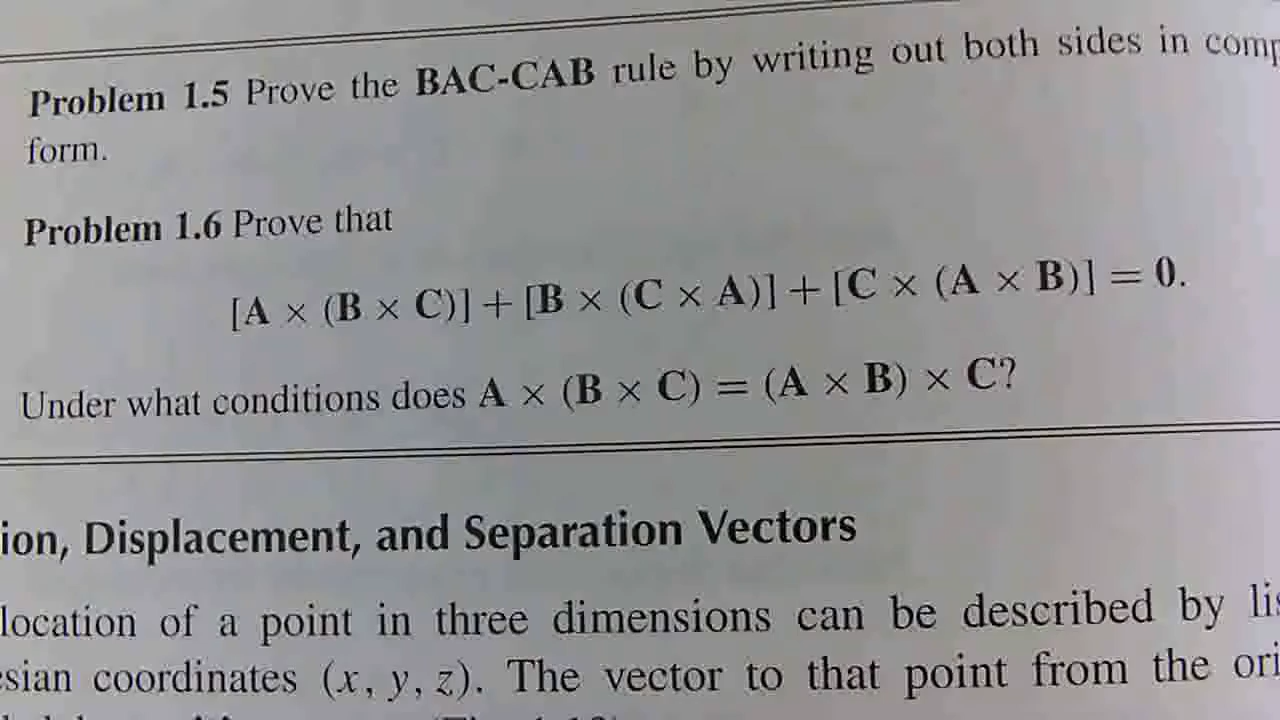 Problem 1.5 Prove the BAC-CAB rule by writing out both sides in comp
form.
Problem 1.6 Prove that
[A × (B × C)] + [B × (C × A)] + [C × (A × B)] = 0.
Under what conditions does A × (B × C) = (A × B) × C?
ion, Displacement, and Separation Vectors
location of a point in three dimensions can be described by lis
esian coordinates (x, y, z). The vector to that point from the ori